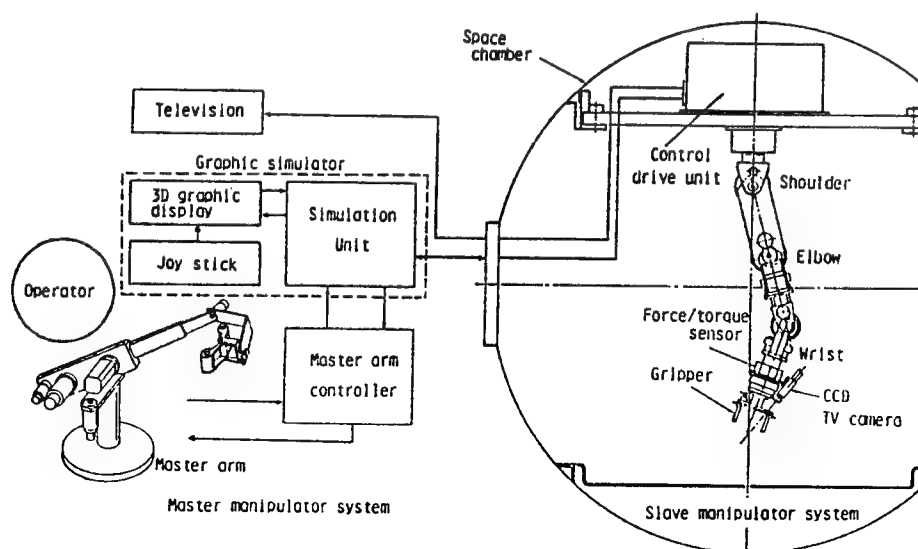 Space
chamber
Television
Graphic simulator
3D graphic
display
Simulation
Unit
Joy stick
Operator
Master arm
controller
Master arm
Master manipulator system
Control
drive unit
Shoulder
Elbow
Force/torque
sensor
Wrist
Gripper
CCD
TV camera
Slave manipulator system